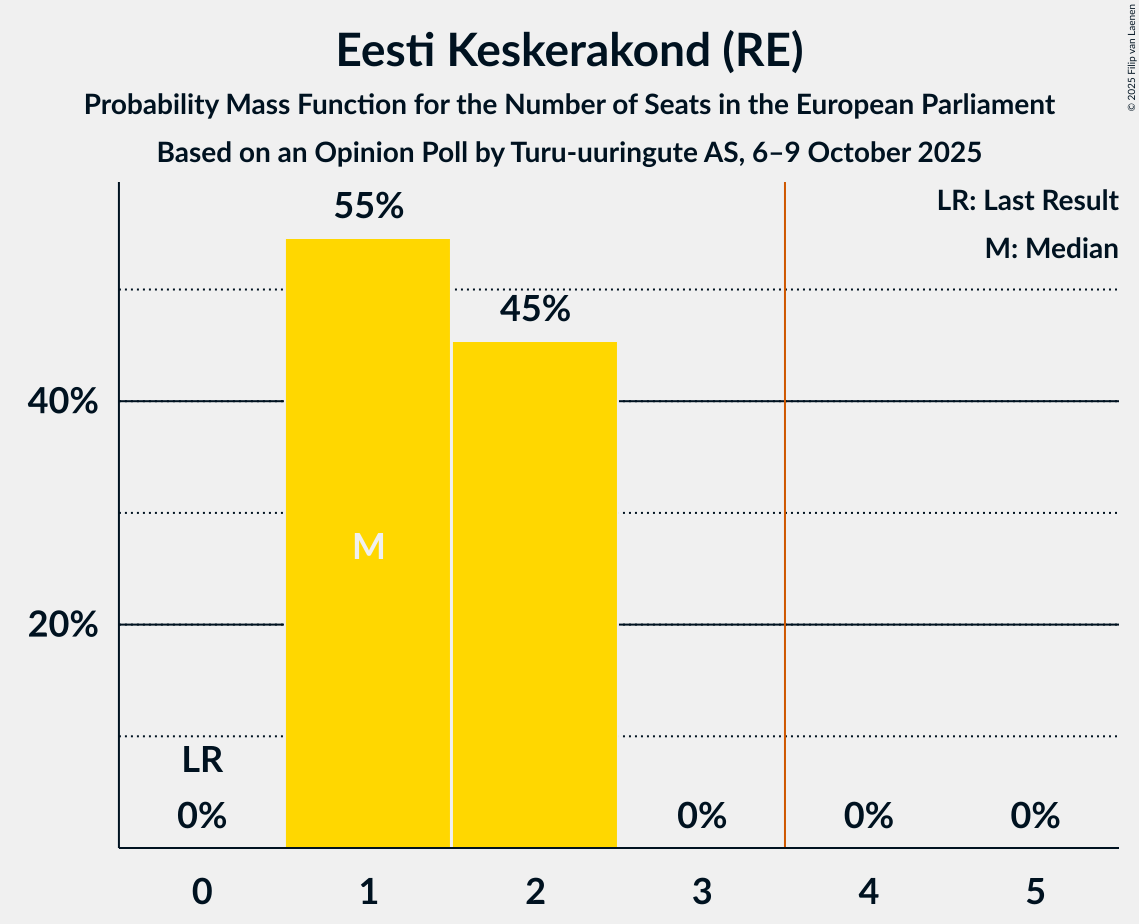 Eesti Keskerakond (RE)
Probability Mass Function for the Number of Seats in the European Parliament
Based on an Opinion Poll by Turu-uuringute AS, 6–9 October 2025
© 2025 Filip van Laenen
LR: Last Result
M: Median
55%
45%
40%
M
20%
LR
0%
0%
0%
0%
0 1 2 3 4 5